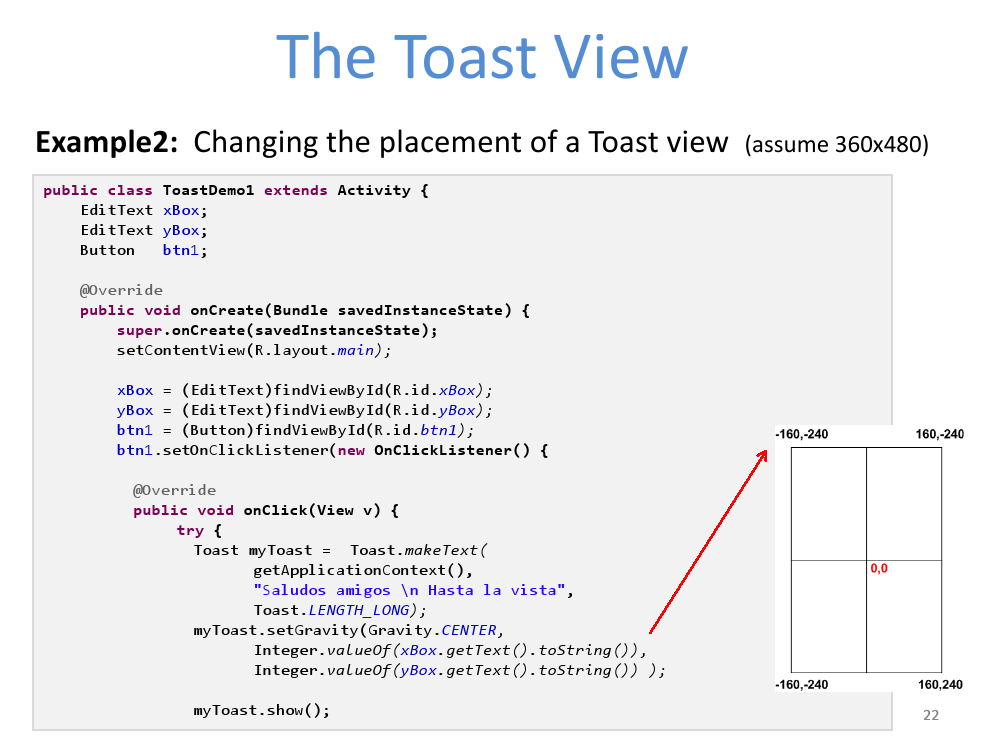 The Toast View
Example2: Changing the placement of a Toast view (assume 360x480)
public class ToastDemo1 extends Activity {
EditText xBox;
EditText yBox;
Button btn1;
@Override
public void onCreate(Bundle savedInstanceState) {
super.onCreate(savedInstanceState);
setContentView(R.layout.main);
xBox = (EditText)findViewById(R.id.xBox);
yBox = (EditText)findViewById(R.id.yBox);
btn1 = (Button)findViewById(R.id.btn1);
btn1.setOnClickListener(new OnClickListener() {
@Override
public void onClick(View v) {
try {
Toast myToast = Toast.makeText(
getApplicationContext(),
"Saludos amigos \n Hasta la vista",
Toast.LENGTH_LONG);
myToast.setGravity(Gravity.CENTER,
Integer.valueOf(xBox.getText().toString()),
Integer.valueOf(yBox.getText().toString()) );
myToast.show();
-160,-240 160,-240
0,0
-160,-240 160,240
22